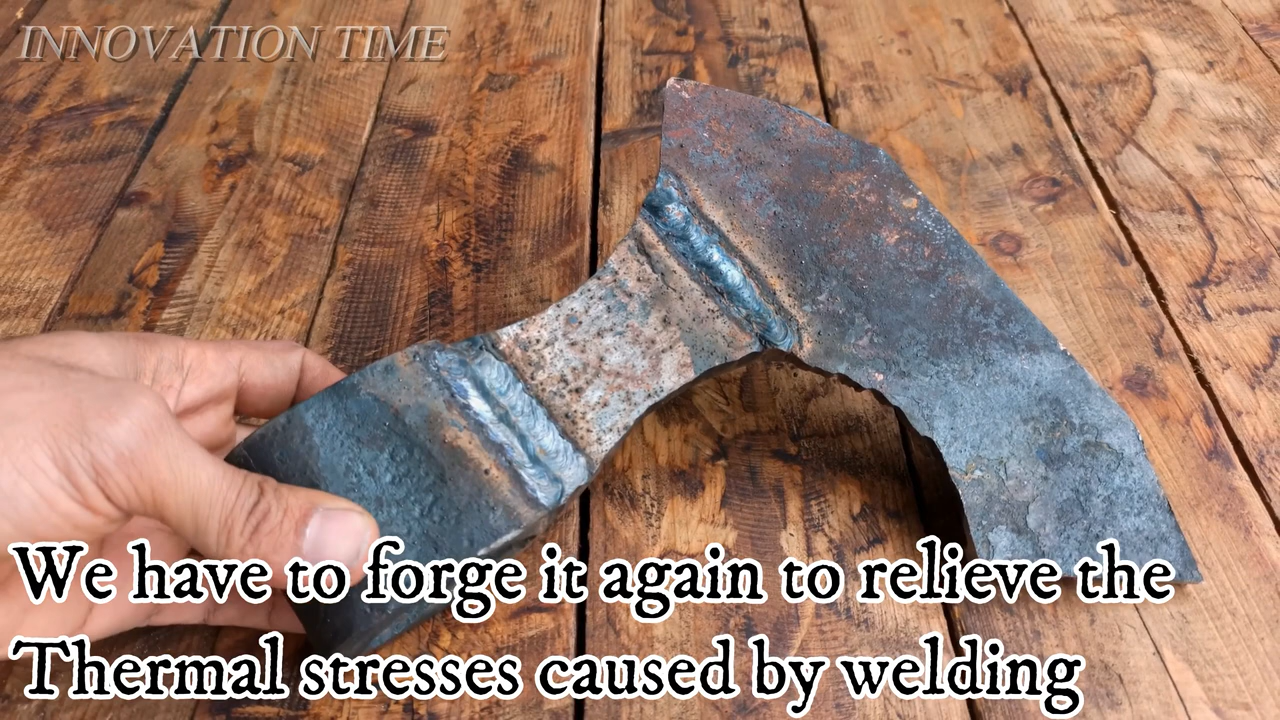 INNOVATION TIME
We have to forge it again to relieve the
Thermal stresses caused by welding